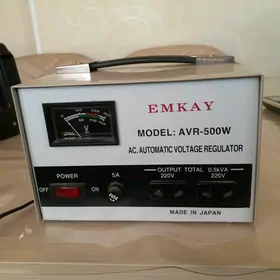 EMKAY
MODEL: AVR-500W
AC. AUTOMATIC VOLTAGE REGULATOR
V
POWER
5A
OUTPUT TOTAL 0.5kVA
220V
220V
OFF
ON
MADE IN JAPAN